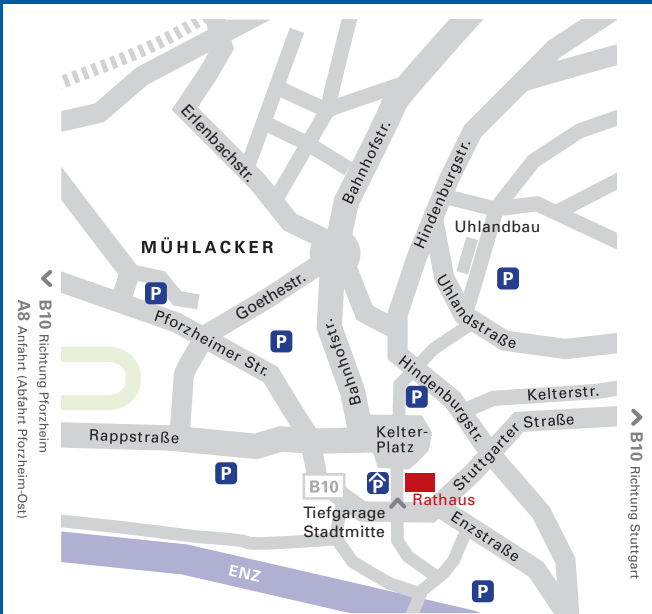 Erlenbachstr.
Bahnhofstr.
Hindenburgstr.
Uhlandbau
MÜHLACKER
P
P
Goethestr.
Uhlandstraße
Pforzheimer Str.
P
Bahnhofstr.
Hindenburgstr.
P
Kelterstr.
Stuttgarter Straße
Rappstraße
Kelter-
Platz
P
B10
P
Rathaus
Tiefgarage
Stadtmitte
Enzstraße
ENZ
P
B10 Richtung Pforzheim
A8 Anfahrt (Abfahrt Pforzheim-Ost)
B10 Richtung Stuttgart